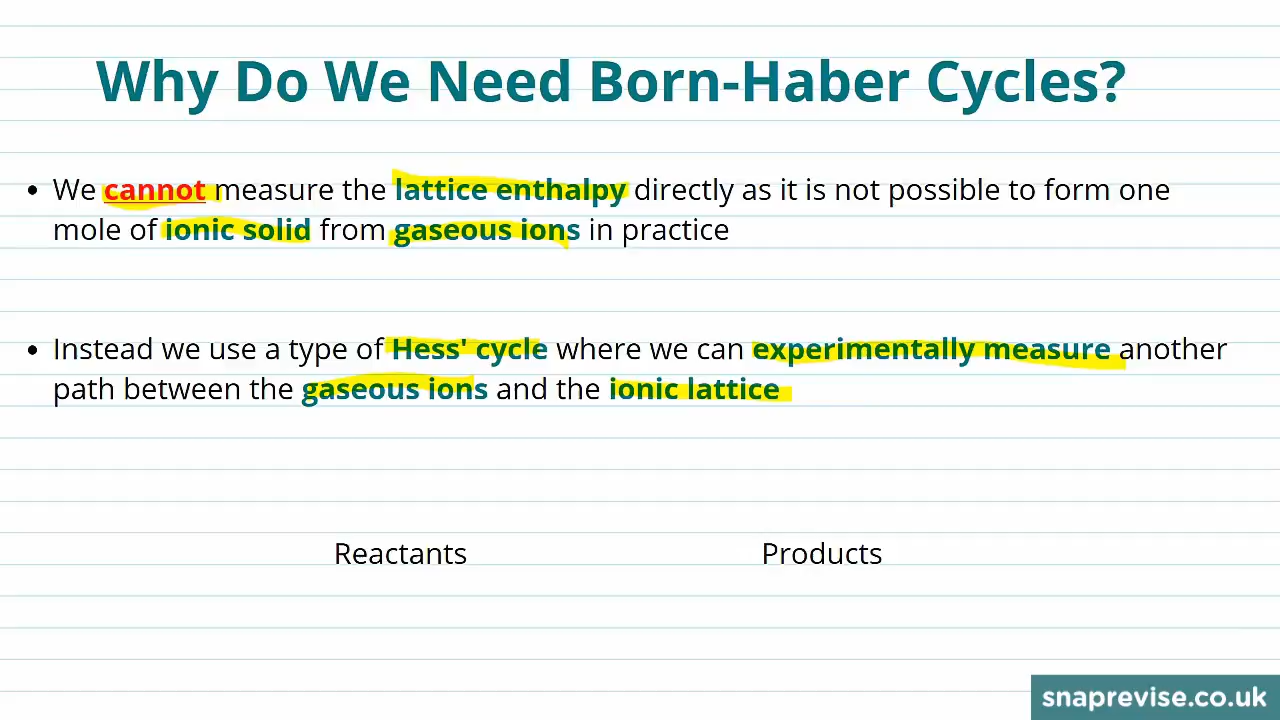 Why Do We Need Born-Haber Cycles?
• We cannot measure the lattice enthalpy directly as it is not possible to form one
mole of ionic solid from gaseous ions in practice
• Instead we use a type of Hess' cycle where we can experimentally measure another
path between the gaseous ions and the ionic lattice
Reactants Products
snaprevise.co.uk